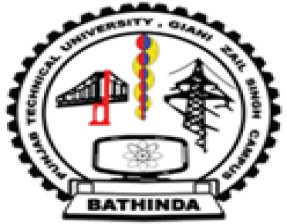 PUNJAB TECHNICAL UNIVERSITY, GIANI ZAIL SINGH CAMPUS
BATHINDA